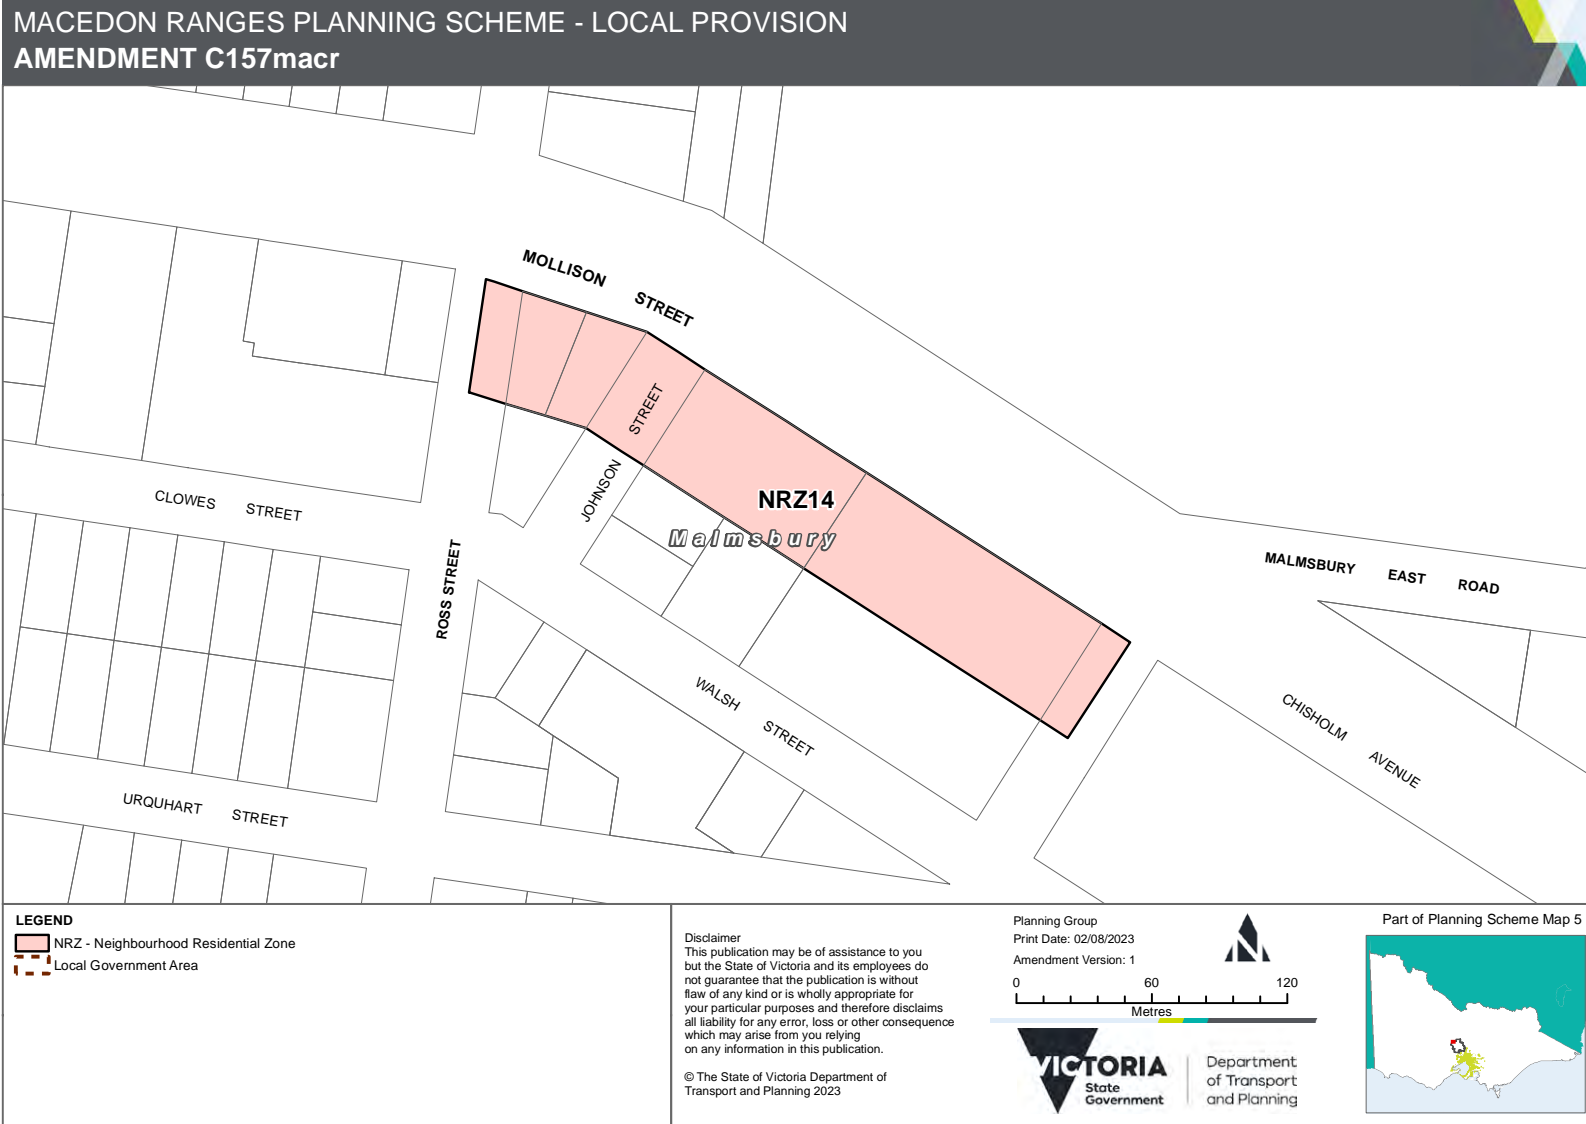 MACEDON RANGES PLANNING SCHEME - LOCAL PROVISION
AMENDMENT C157macr
MOLLISON STREET
STREET
JOHNSON
NRZ14
Malmsbury
CLOWES STREET
ROSS STREET
MALMSBURY EAST ROAD
WALSH STREET
CHISHOLM AVENUE
URQUHART STREET
LEGEND
NRZ - Neighbourhood Residential Zone
Local Government Area
Disclaimer
This publication may be of assistance to you
but the State of Victoria and its employees do
not guarantee that the publication is without
flaw of any kind or is wholly appropriate for
your particular purposes and therefore disclaims
all liability for any error, loss or other consequence
which may arise from you relying
on any information in this publication.
© The State of Victoria Department of
Transport and Planning 2023
Planning Group
Print Date: 02/08/2023
Amendment Version: 1
N
0 60 120
Metres
VICTORIA
State
Government
Department
of Transport
and Planning
Part of Planning Scheme Map 5